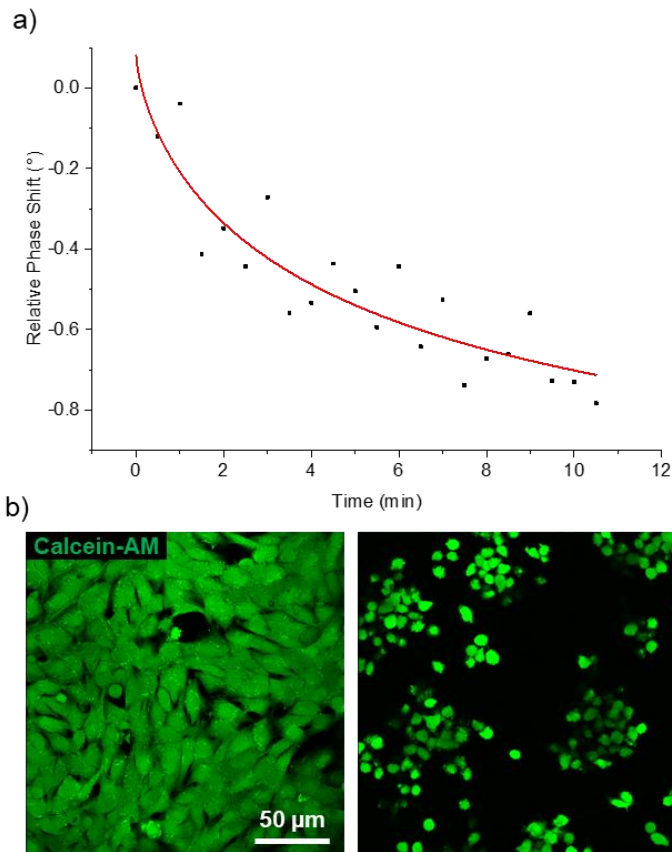 a)
0.0
-0.2
-0.4
-0.6
-0.8
Relative Phase Shift (°)
0 2 4 6 8 10 12
Time (min)
b)
Calcein-AM
50 µm